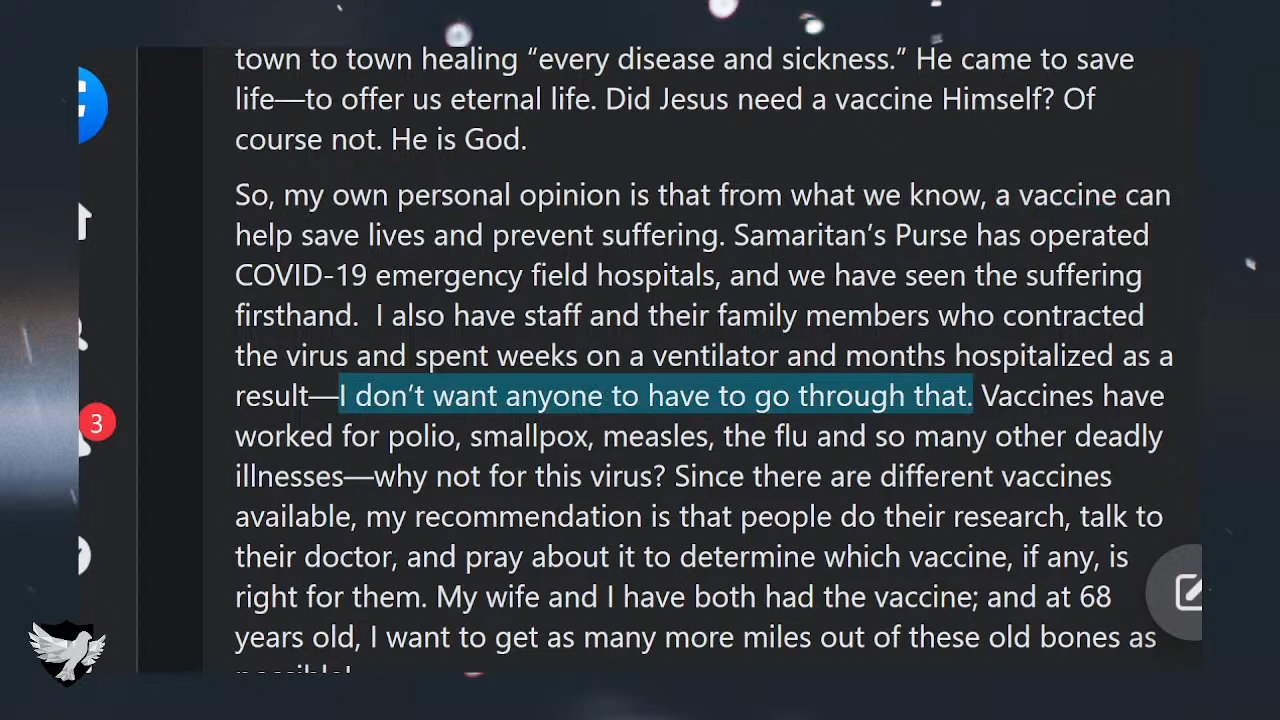 town to town healing “every disease and sickness.” He came to save
life—to offer us eternal life. Did Jesus need a vaccine Himself? Of
course not. He is God.
So, my own personal opinion is that from what we know, a vaccine can
help save lives and prevent suffering. Samaritan’s Purse has operated
COVID-19 emergency field hospitals, and we have seen the suffering
firsthand.  I also have staff and their family members who contracted
the virus and spent weeks on a ventilator and months hospitalized as a
result—I don’t want anyone to have to go through that. Vaccines have
3
worked for polio, smallpox, measles, the flu and so many other deadly
illnesses—why not for this virus? Since there are different vaccines
available, my recommendation is that people do their research, talk to
their doctor, and pray about it to determine which vaccine, if any, is
right for them. My wife and I have both had the vaccine; and at 68
years old, I want to get as many more miles out of these old bones as
possible!